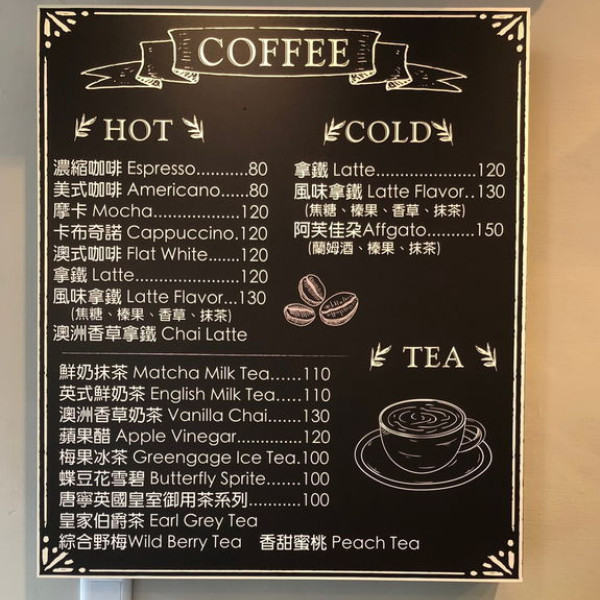 COFFEE
HOT
濃縮咖啡 Espresso...........80
美式咖啡 Americano.....80
摩卡 Mocha...................120
卡布奇諾 Cappuccino.120
澳式咖啡 Flat White.......120
拿鐵 Latte......................120
風味拿鐵 Latte Flavor...130
(焦糖、榛果、香草、抹茶)
澳洲香草拿鐵 Chai Latte
COLD
拿鐵 Latte.................120
風味拿鐵 Latte Flavor..130
(焦糖、榛果、香草、抹茶)
阿芙佳朶Affgato..........150
(蘭姆酒、榛果、抹茶)
TEA
鮮奶抹茶 Matcha Milk Tea......110
英式鮮奶茶 English Milk Tea.....110
澳洲香草奶茶 Vanilla Chai.......130
蘋果醋 Apple Vinegar...............120
梅果冰茶 Greengage Ice Tea.100
蝶豆花雪碧 Butterfly Sprite.......100
唐寧英國皇室御用茶系列...........100
皇家伯爵茶 Earl Grey Tea
綜合野梅Wild Berry Tea 香甜蜜桃 Peach Tea